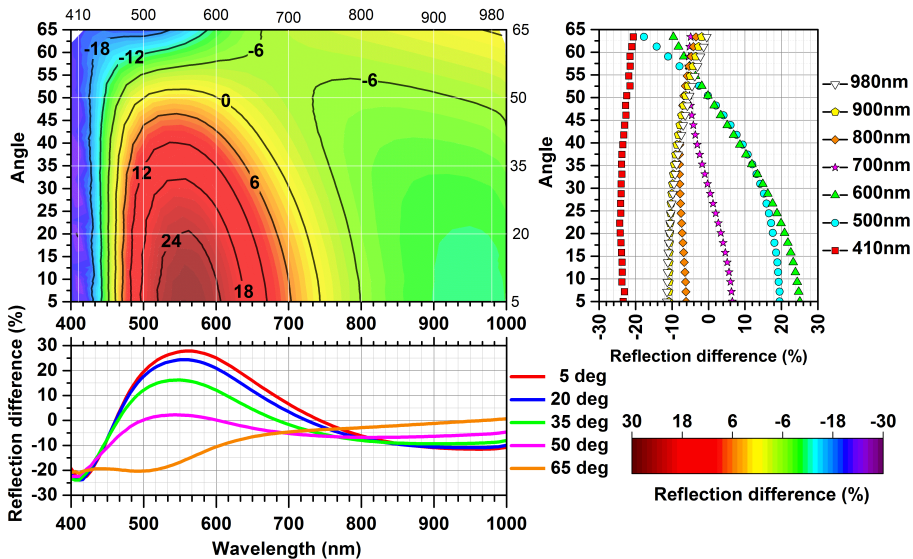 410 500 600 700 800 900 980
65 60 55 50 45 40 35 30 25 20 15 10 5
Angle
-18 -12 -6 -6 0 12 6 24 18
65 50 35 20 5
400 500 600 700 800 900 1000
65 60 55 50 45 40 35 30 25 20 15 10 5
Angle
-30 -20 -10 0 10 20 30
Reflection difference (%)
980nm
900nm
800nm
700nm
600nm
500nm
410nm
30 20 10 0 -10 -20 -30
Reflection difference (%)
400 500 600 700 800 900 1000
Wavelength (nm)
5 deg
20 deg
35 deg
50 deg
65 deg
30 18 6 -6 -18 -30
Reflection difference (%)